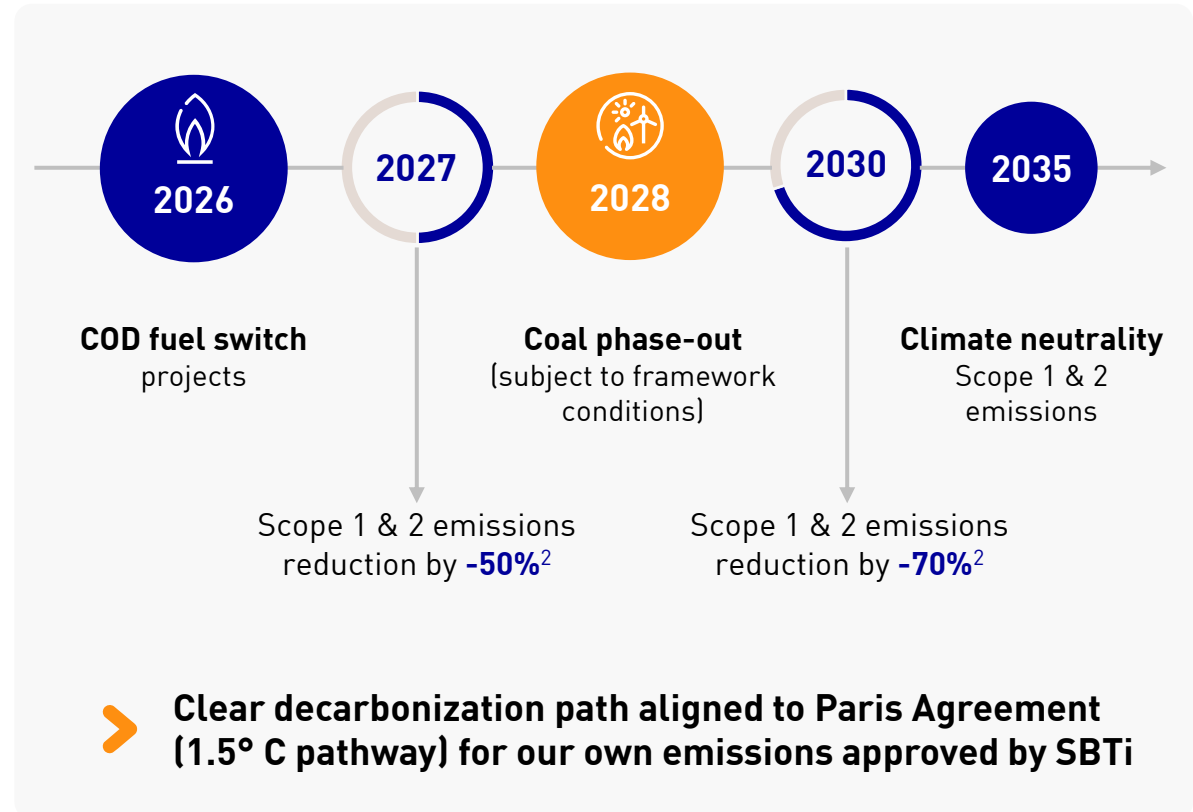 2026
2027
2028
2030
2035
COD fuel switch
projects
Coal phase-out
(subject to framework
conditions)
Climate neutrality
Scope 1 & 2
emissions
Scope 1 & 2 emissions
reduction by -50%²
Scope 1 & 2 emissions
reduction by -70%²
Clear decarbonization path aligned to Paris Agreement
(1.5° C pathway) for our own emissions approved by SBTi